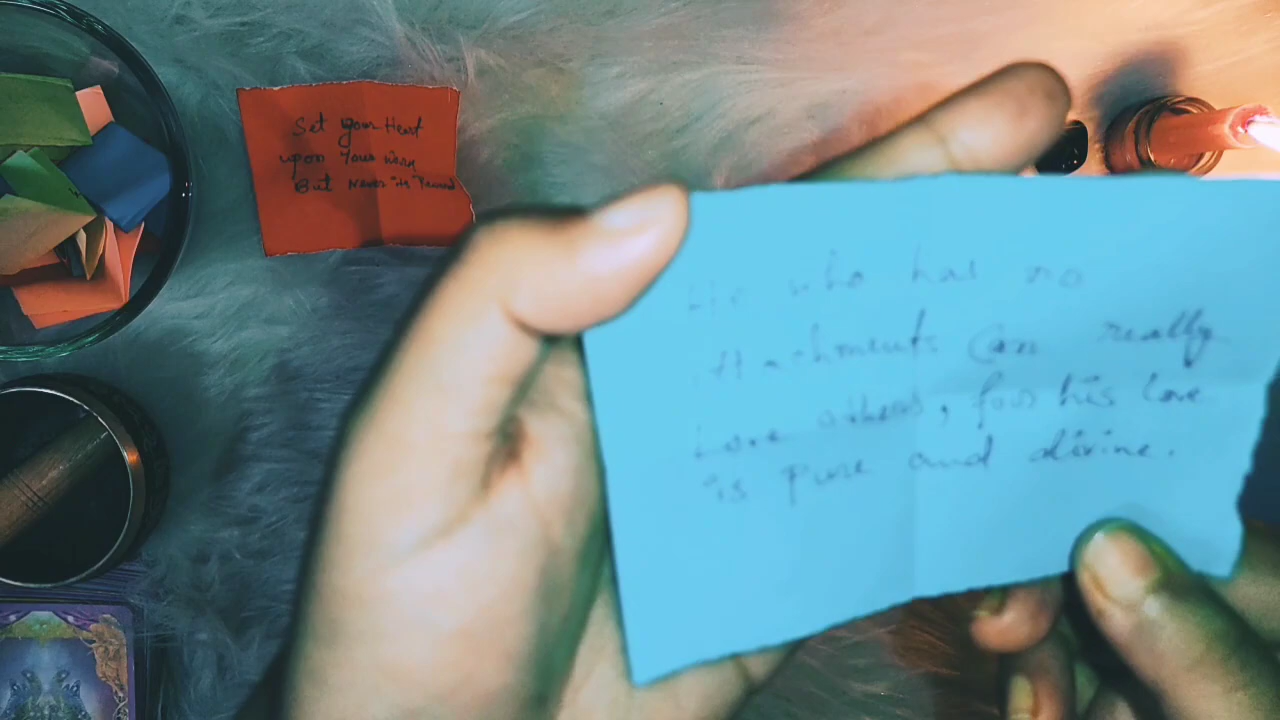 Set your Heart
upon Your Work
But Never its Reward
He who has no
attachments Can really
Love others, for his Love
is Pure and divine.